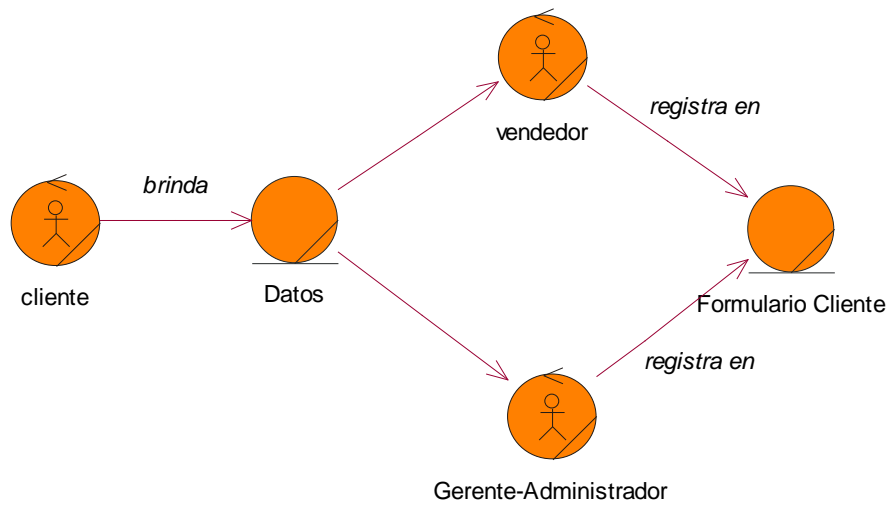 vendedor
registra en
brinda
cliente
Datos
Formulario Cliente
registra en
Gerente-Administrador